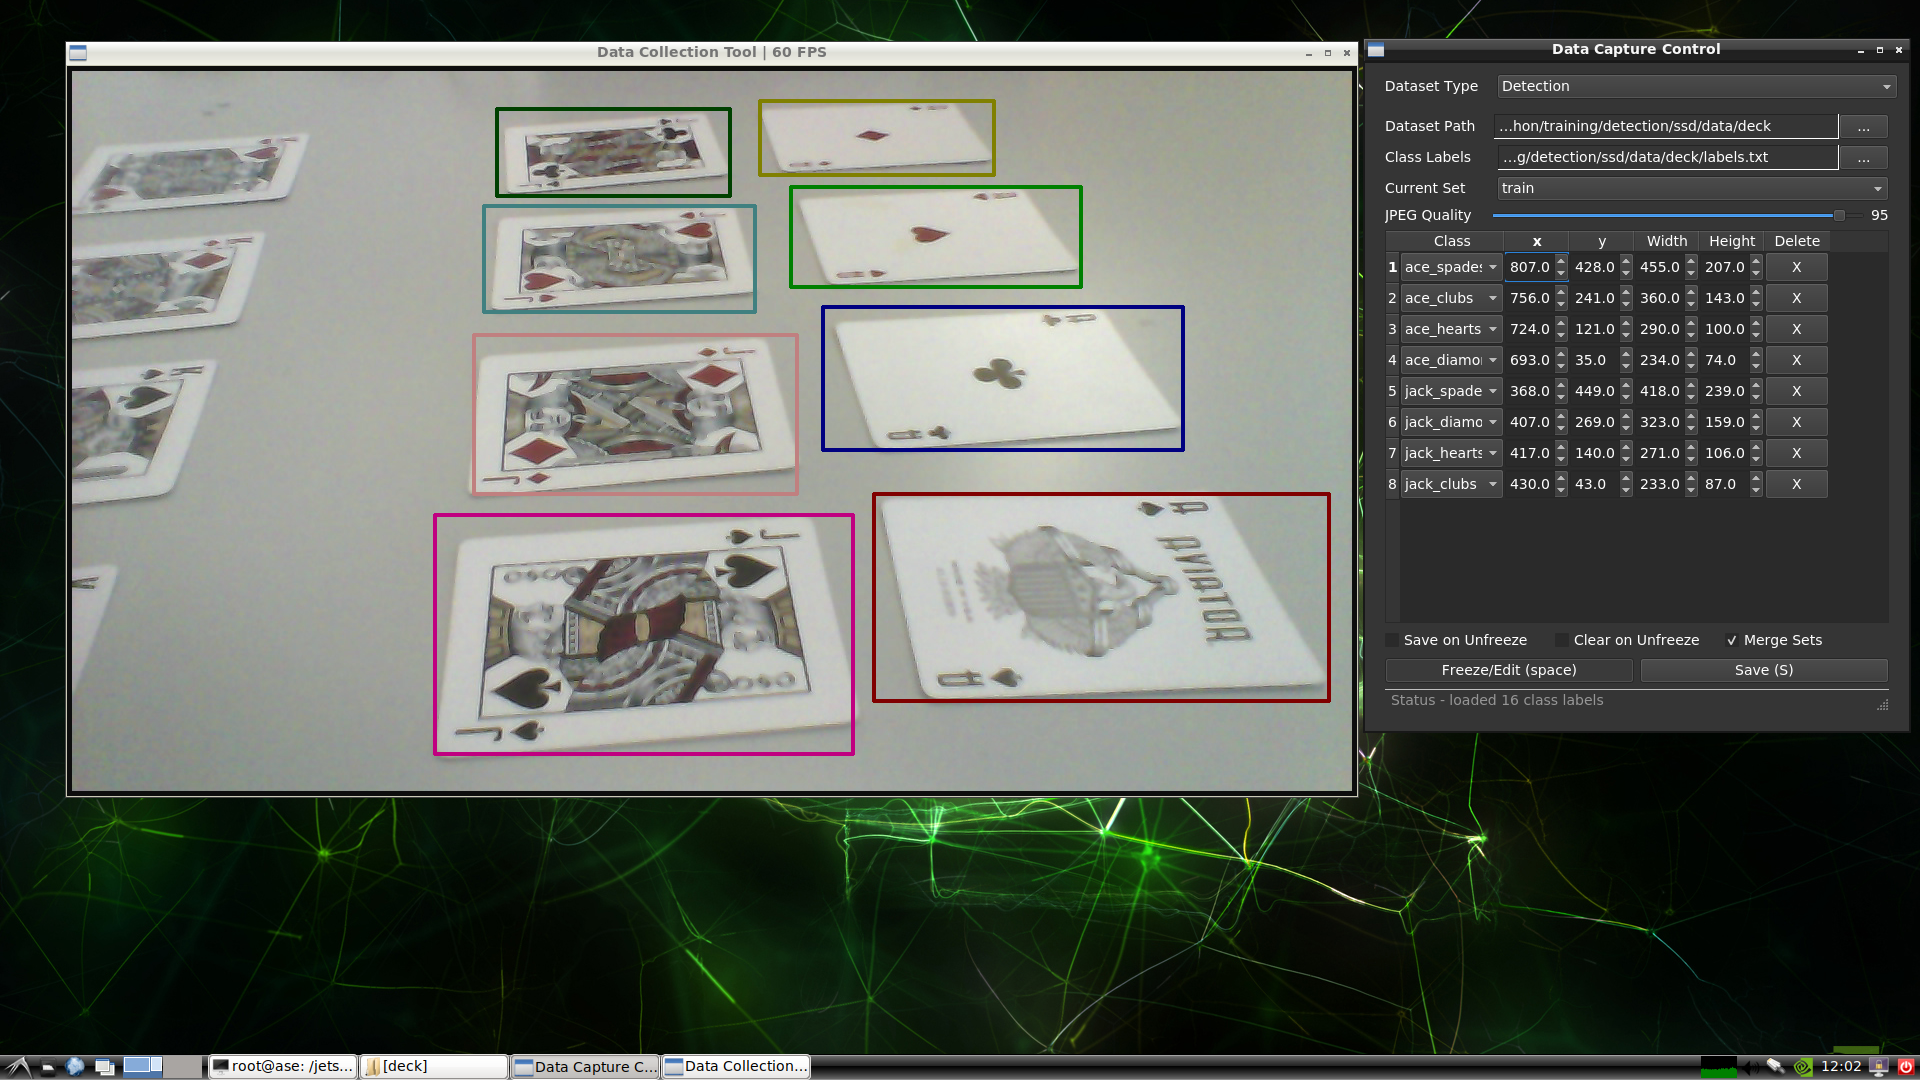 Data Collection Tool | 60 FPS
J
J
J
J
A
AVIATOR
A
Data Capture Control
Dataset Type Detection
Dataset Path ...hon/training/detection/ssd/data/deck ...
Class Labels ...g/detection/ssd/data/deck/labels.txt ...
Current Set train
JPEG Quality 95
Class x y Width Height Delete
1 ace_spades 807.0 428.0 455.0 207.0 X
2 ace_clubs 756.0 241.0 360.0 143.0 X
3 ace_hearts 724.0 121.0 290.0 100.0 X
4 ace_diamo 693.0 35.0 234.0 74.0 X
5 jack_spade 368.0 449.0 418.0 239.0 X
6 jack_diamo 407.0 269.0 323.0 159.0 X
7 jack_hearts 417.0 140.0 271.0 106.0 X
8 jack_clubs 430.0 43.0 233.0 87.0 X
Save on Unfreeze Clear on Unfreeze Merge Sets
Freeze/Edit (space) Save (S)
Status - loaded 16 class labels
root@ase: /jets... [deck] Data Capture C... Data Collection... 12:02